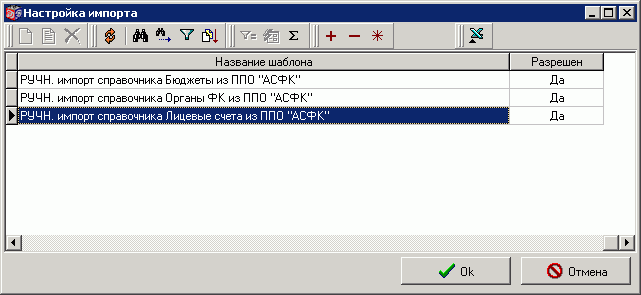 Настройка импорта
Название шаблона Разрешен
РУЧН. импорт справочника Бюджеты из ППО "АСФК" Да
РУЧН. импорт справочника Органы ФК из ППО "АСФК" Да
РУЧН. импорт справочника Лицевые счета из ППО "АСФК" Да
Ok Отмена